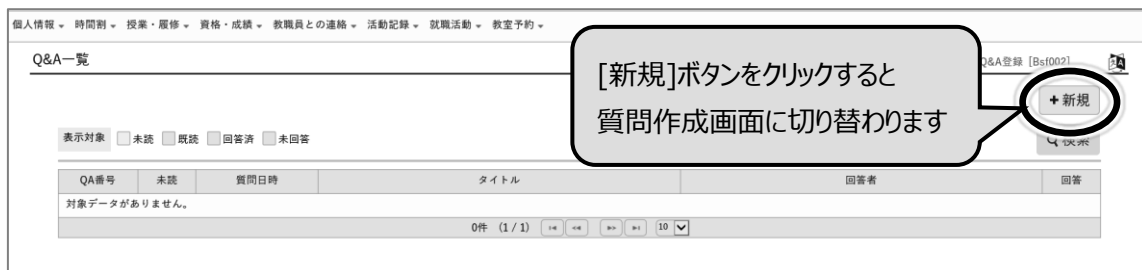 個人情報 時間割 授業・履修 資格・成績 教職員との連絡 活動記録 就職活動 教室予約
Q&A一覧
Q&A登録 [Bsf002]
[新規]ボタンをクリックすると
質問作成画面に切り替わります
+新規
表示対象 未読 既読 回答済 未回答
検索
QA番号 未読 質問日時 タイトル 回答者 回答
対象データがありません。
0件 (1 / 1) 10